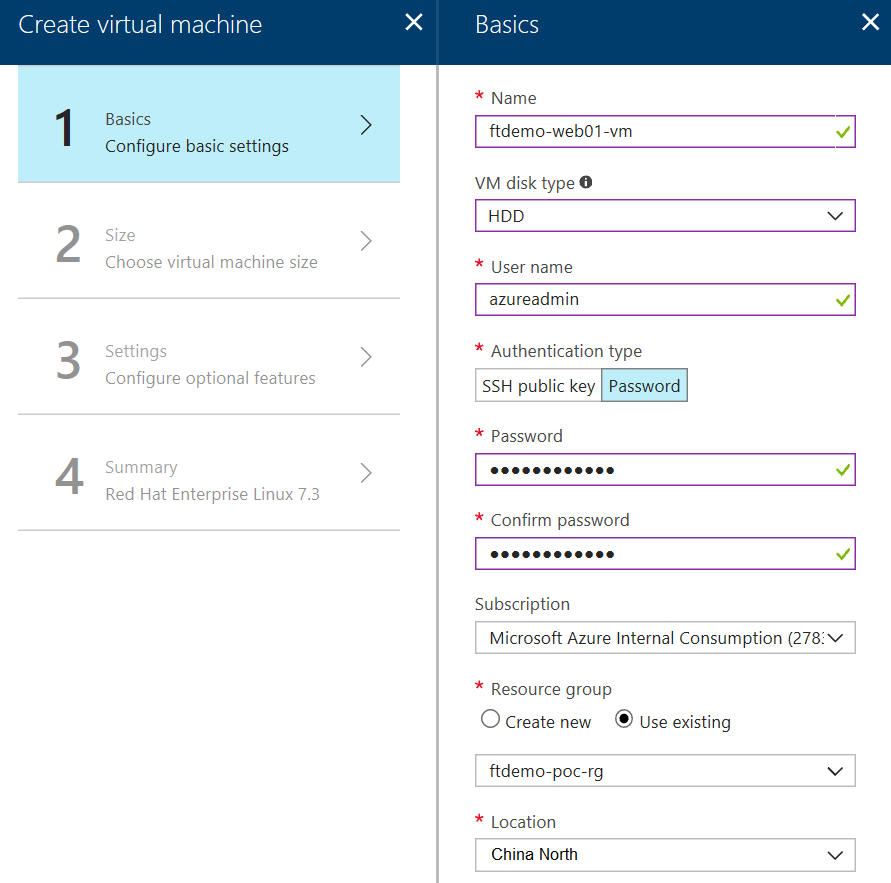 Create virtual machine
1
Basics
Configure basic settings
2
Size
Choose virtual machine size
3
Settings
Configure optional features
4
Summary
Red Hat Enterprise Linux 7.3
Basics
* Name
ftdemo-web01-vm
VM disk type
HDD
* User name
azureadmin
* Authentication type
SSH public key Password
* Password
••••••••••••
* Confirm password
••••••••••••
Subscription
Microsoft Azure Internal Consumption (278
* Resource group
Create new Use existing
ftdemo-poc-rg
* Location
China North